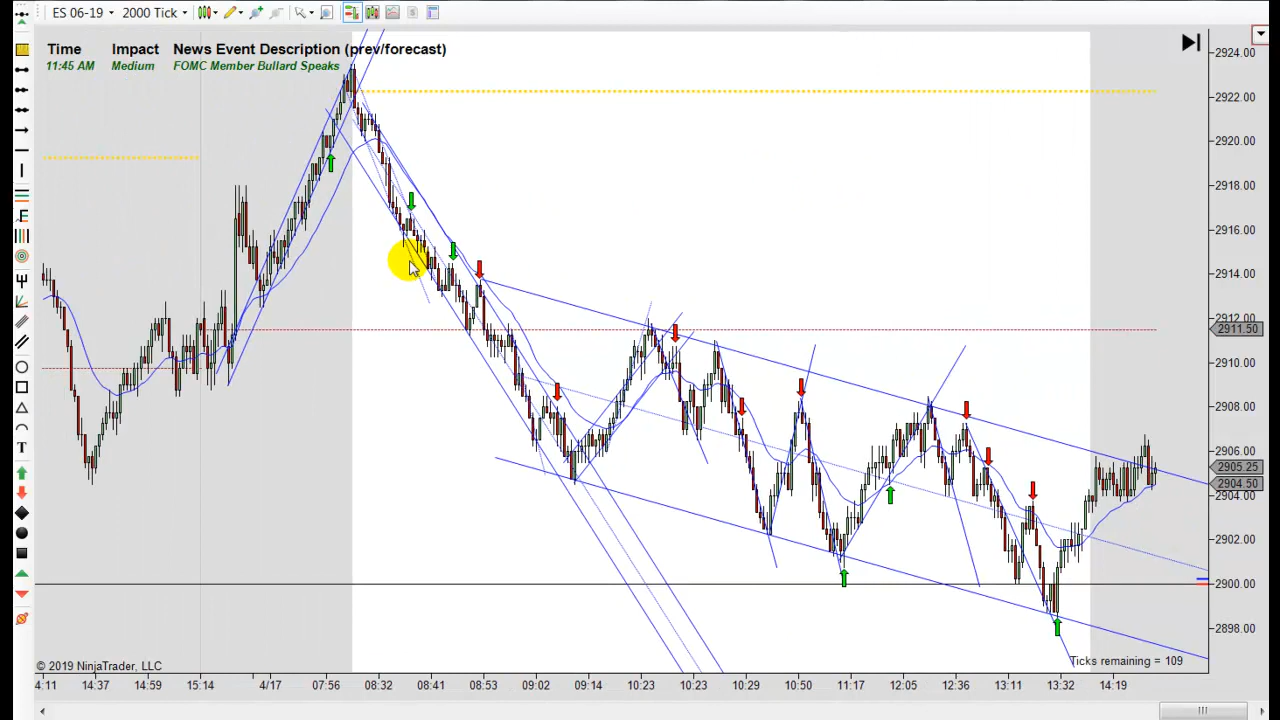 ES 06-19 2000 Tick
Time Impact News Event Description (prev/forecast)
11:45 AM Medium FOMC Member Bullard Speaks
2924.00
2922.00
2920.00
2918.00
2916.00
2914.00
2912.00
2911.50
2910.00
2908.00
2906.00
2905.25
2904.50
2904.00
2902.00
2900.00
2898.00
F
T
© 2019 NinjaTrader, LLC
Ticks remaining = 109
4:11 14:37 14:59 15:14 4/17 07:56 08:32 08:41 08:53 09:02 09:14 10:23 10:23 10:29 10:50 11:17 12:05 12:36 13:11 13:32 14:19